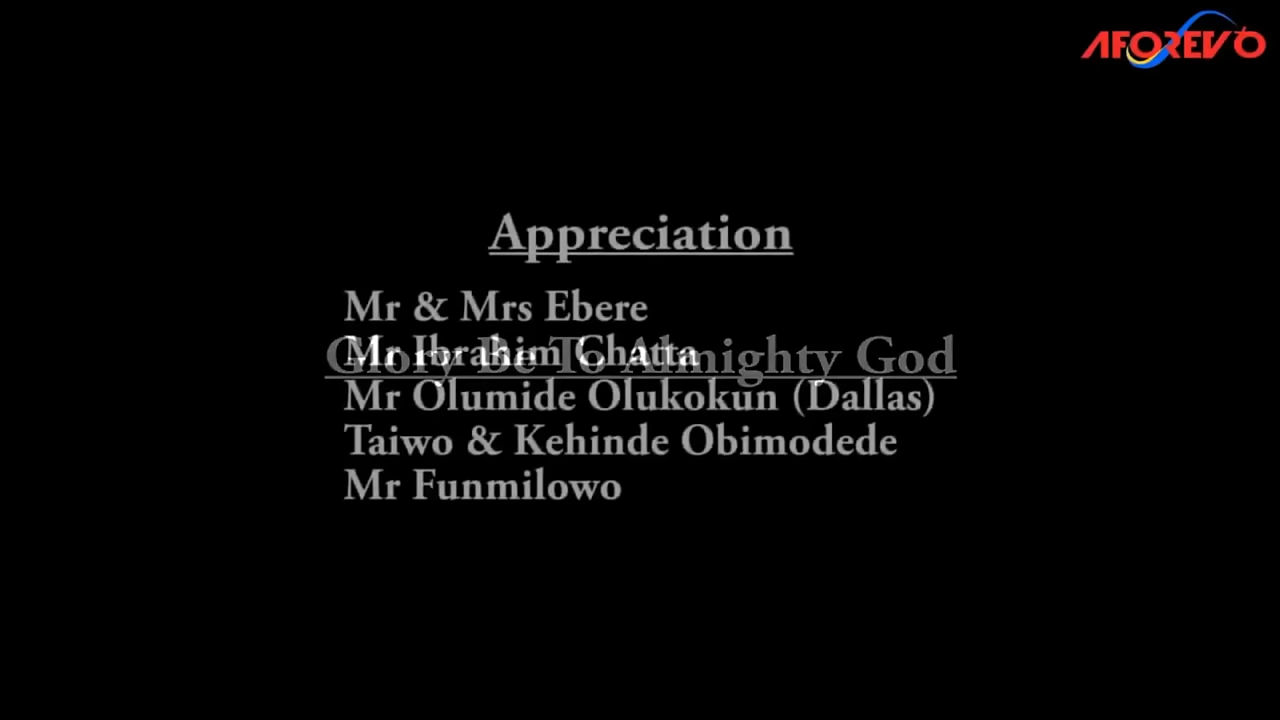 AFOREVO
Appreciation
Mr & Mrs Ebere
Mr Ibrahim Chatta
Glory Be To Almighty God
Mr Olumide Olukokun (Dallas)
Taiwo & Kehinde Obimodede
Mr Funmilowo